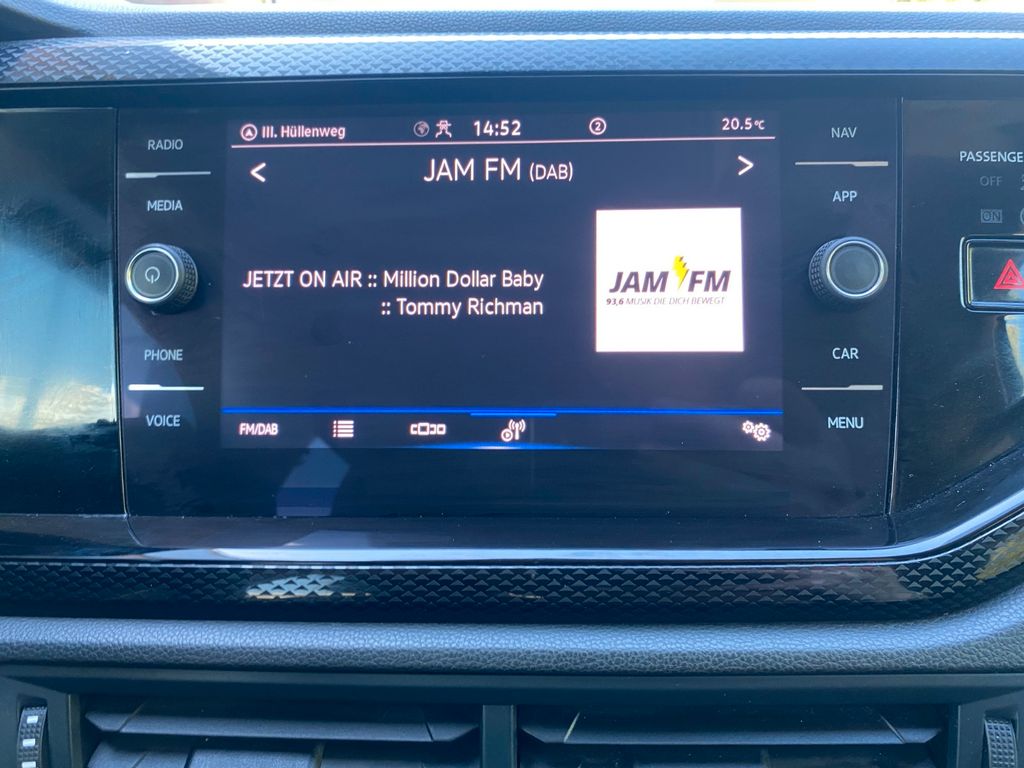 III. Hüllenweg 14:52 2 20.5°C
JAM FM (DAB)
JETZT ON AIR :: Million Dollar Baby
:: Tommy Richman
JAM FM
93,6 MUSIK DIE DICH BEWEGT
FM/DAB
RADIO
MEDIA
PHONE
VOICE
NAV
APP
CAR
MENU
PASSENGE
OFF
ON